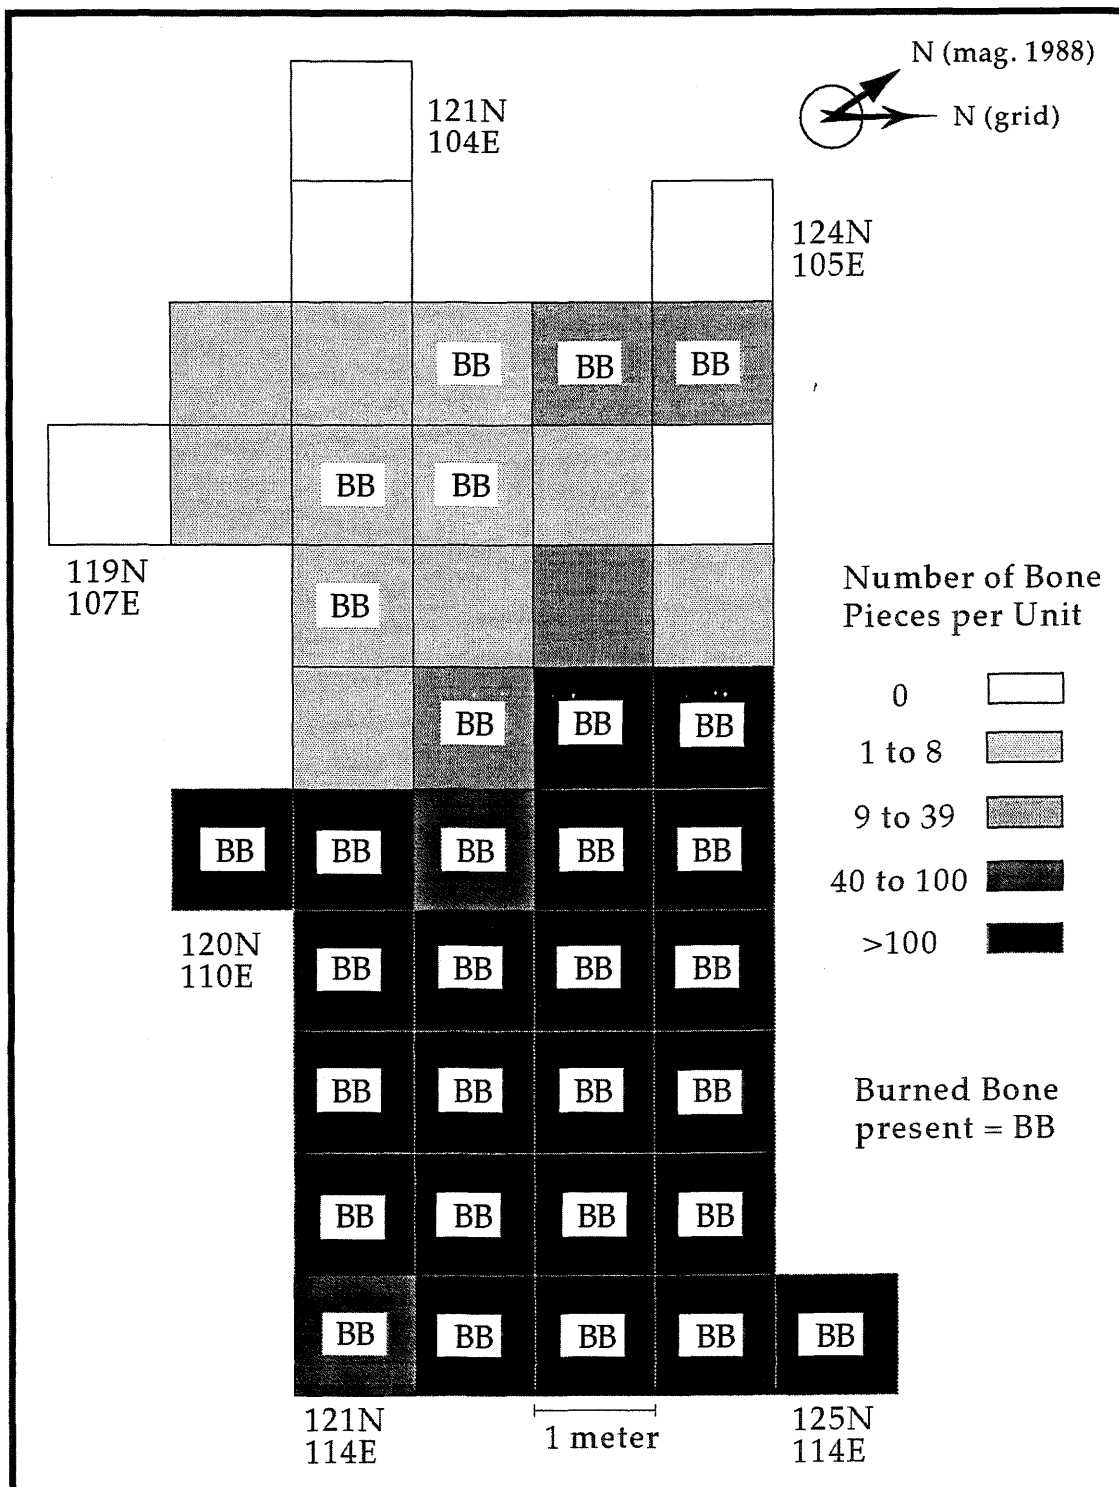 N (mag. 1988)
N (grid)
121N
104E
124N
105E
BB BB BB
BB BB
119N
107E
BB
Number of Bone
Pieces per Unit
BB BB BB
0
1 to 8
9 to 39
40 to 100
>100
BB BB BB BB BB
120N
110E
BB BB BB BB
BB BB BB BB
Burned Bone
present = BB
BB BB BB BB
BB BB BB BB BB
121N
114E
1 meter
125N
114E